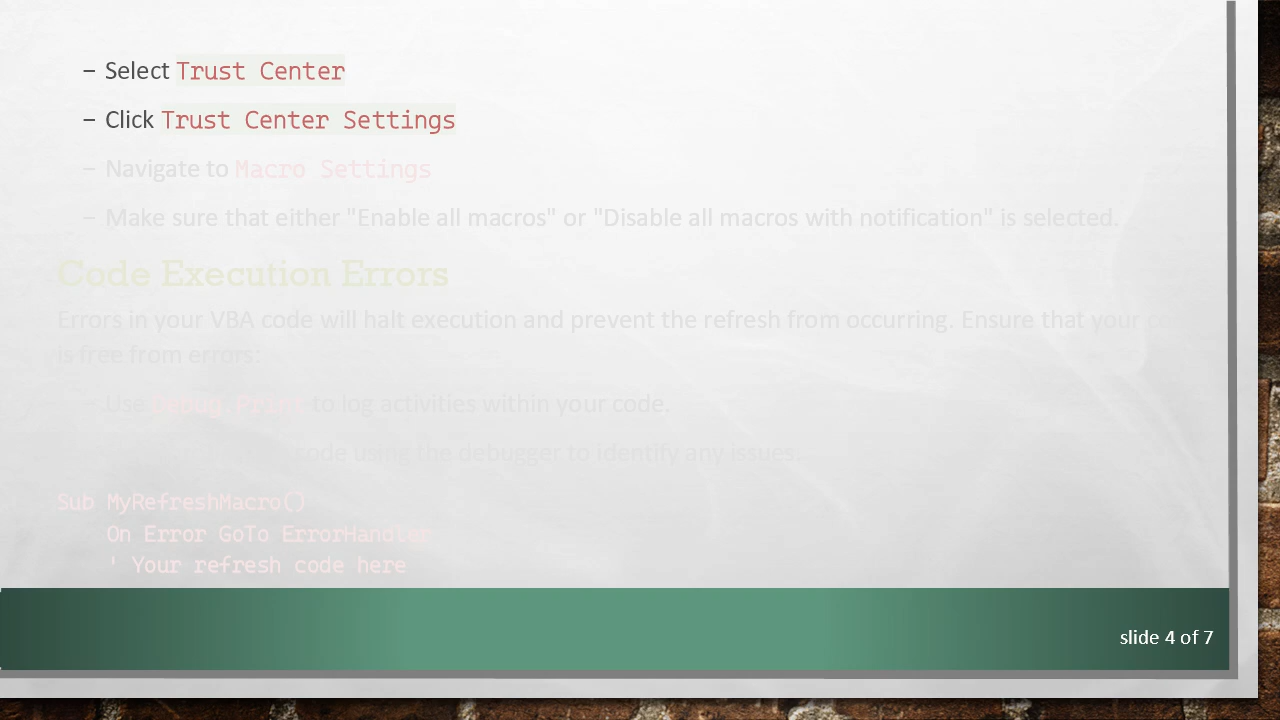 – Select Trust Center
– Click Trust Center Settings
– Navigate to Macro Settings
– Make sure that either "Enable all macros" or "Disable all macros with notification" is selected.
Code Execution Errors
Errors in your VBA code will halt execution and prevent the refresh from occurring. Ensure that your
is free from errors:
– Use Debug.Print to log activities within your code.
code using the debugger to identify any issues.
Sub MyRefreshMacro()
On Error GoTo ErrorHandler
' Your refresh code here
slide 4 of 7